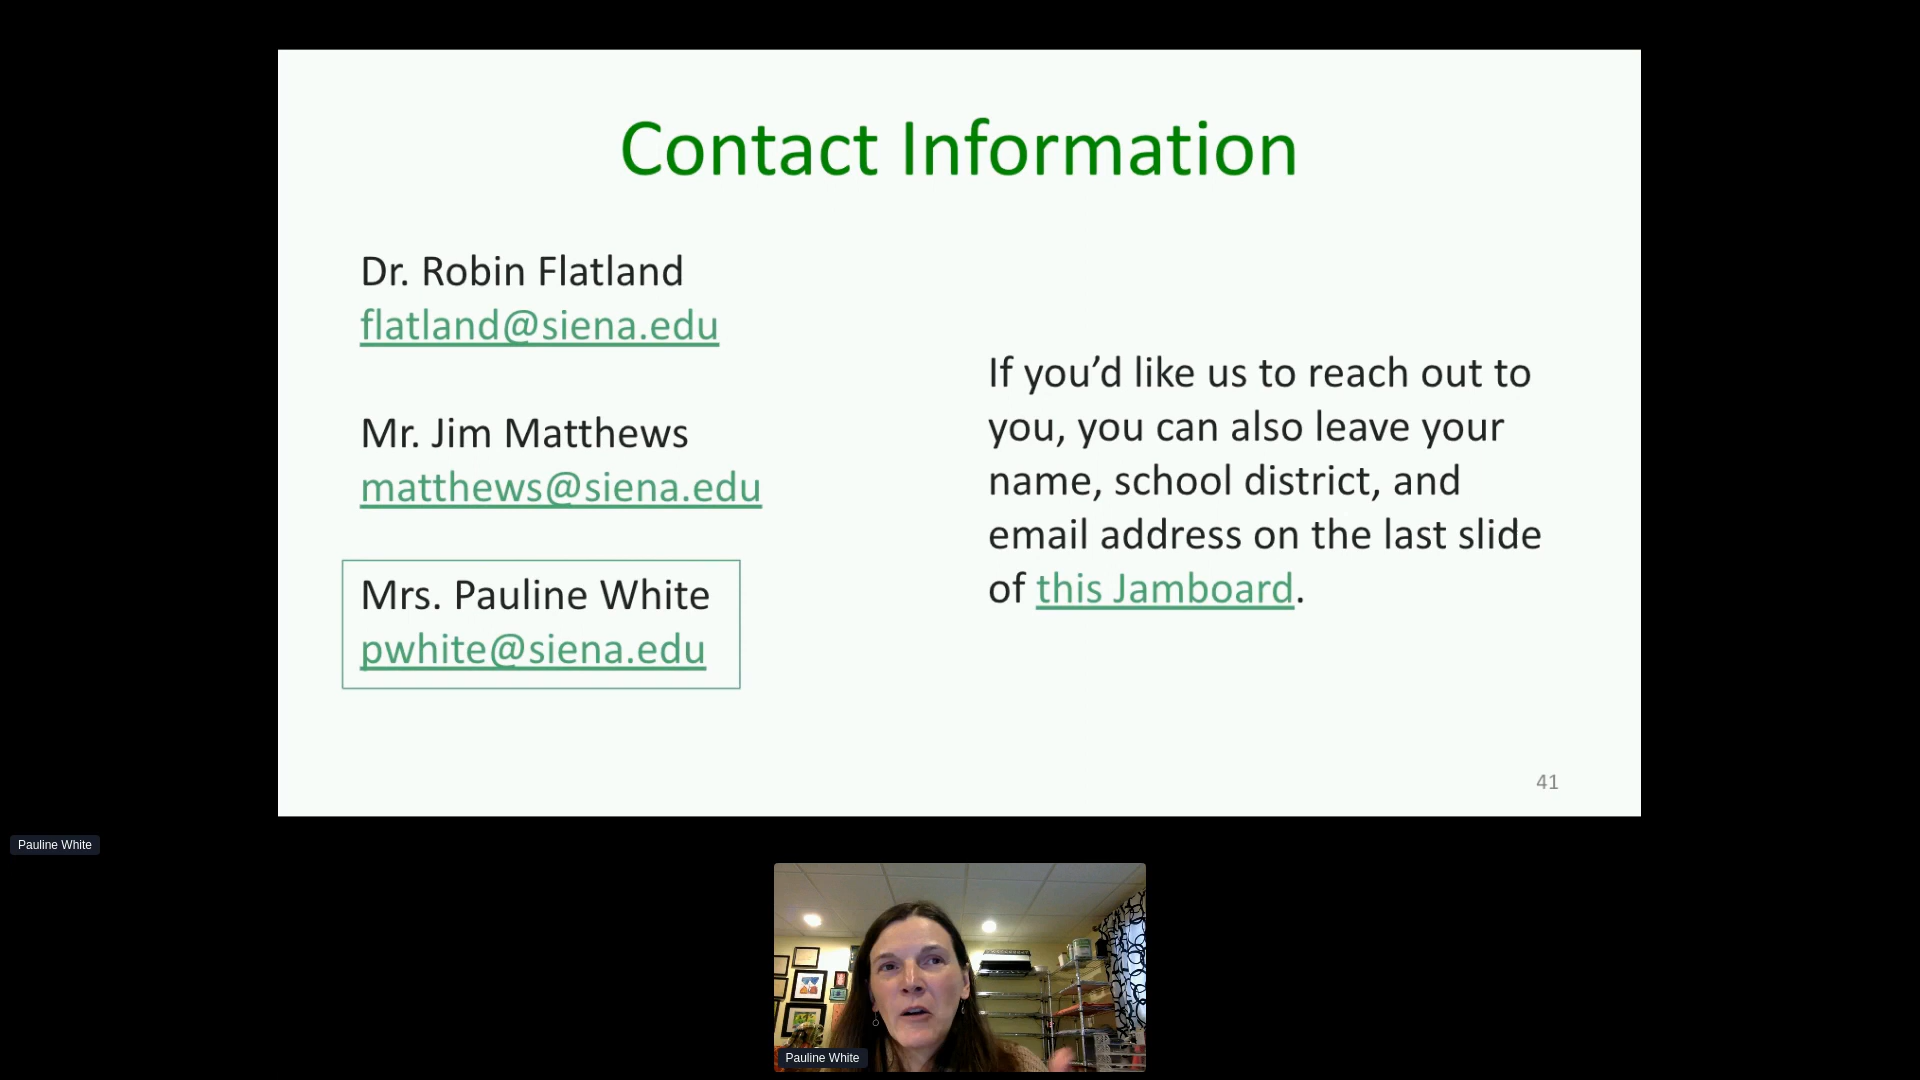 Contact Information
Dr. Robin Flatland
flatland@siena.edu
Mr. Jim Matthews
matthews@siena.edu
Mrs. Pauline White
pwhite@siena.edu
If you’d like us to reach out to
you, you can also leave your
name, school district, and
email address on the last slide
of this Jamboard.
41
Pauline White
Pauline White